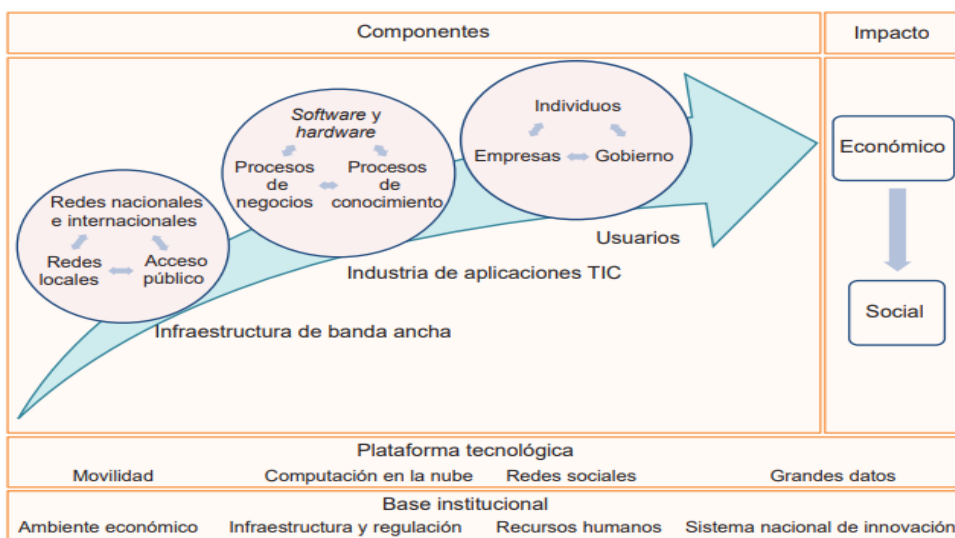 Componentes
Impacto
Individuos
Empresas
Gobierno
Software y
hardware
Procesos
de
negocios
Procesos
de
conocimiento
Redes nacionales
e internacionales
Redes
locales
Acceso
público
Usuarios
Industria de aplicaciones TIC
Infraestructura de banda ancha
Económico
Social
Plataforma tecnológica
Movilidad
Computación en la nube
Redes sociales
Grandes datos
Base institucional
Ambiente económico
Infraestructura y regulación
Recursos humanos
Sistema nacional de innovación